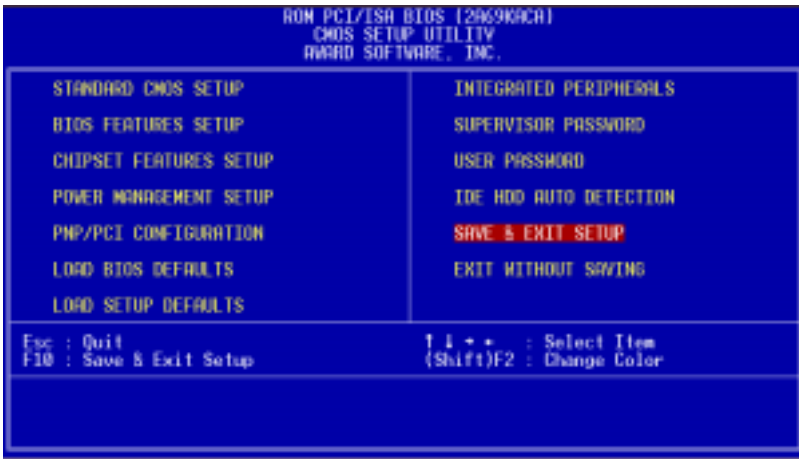 ROM PCI/ISA BIOS (2A69KACA)
CMOS SETUP UTILITY
AWARD SOFTWARE, INC.
STANDARD CMOS SETUP
BIOS FEATURES SETUP
CHIPSET FEATURES SETUP
POWER MANAGEMENT SETUP
PNP/PCI CONFIGURATION
LOAD BIOS DEFAULTS
LOAD SETUP DEFAULTS
INTEGRATED PERIPHERALS
SUPERVISOR PASSWORD
USER PASSWORD
IDE HDD AUTO DETECTION
SAVE & EXIT SETUP
EXIT WITHOUT SAVING
Esc : Quit
F10 : Save & Exit Setup
↑ ↓ → ← : Select Item
(Shift)F2 : Change Color